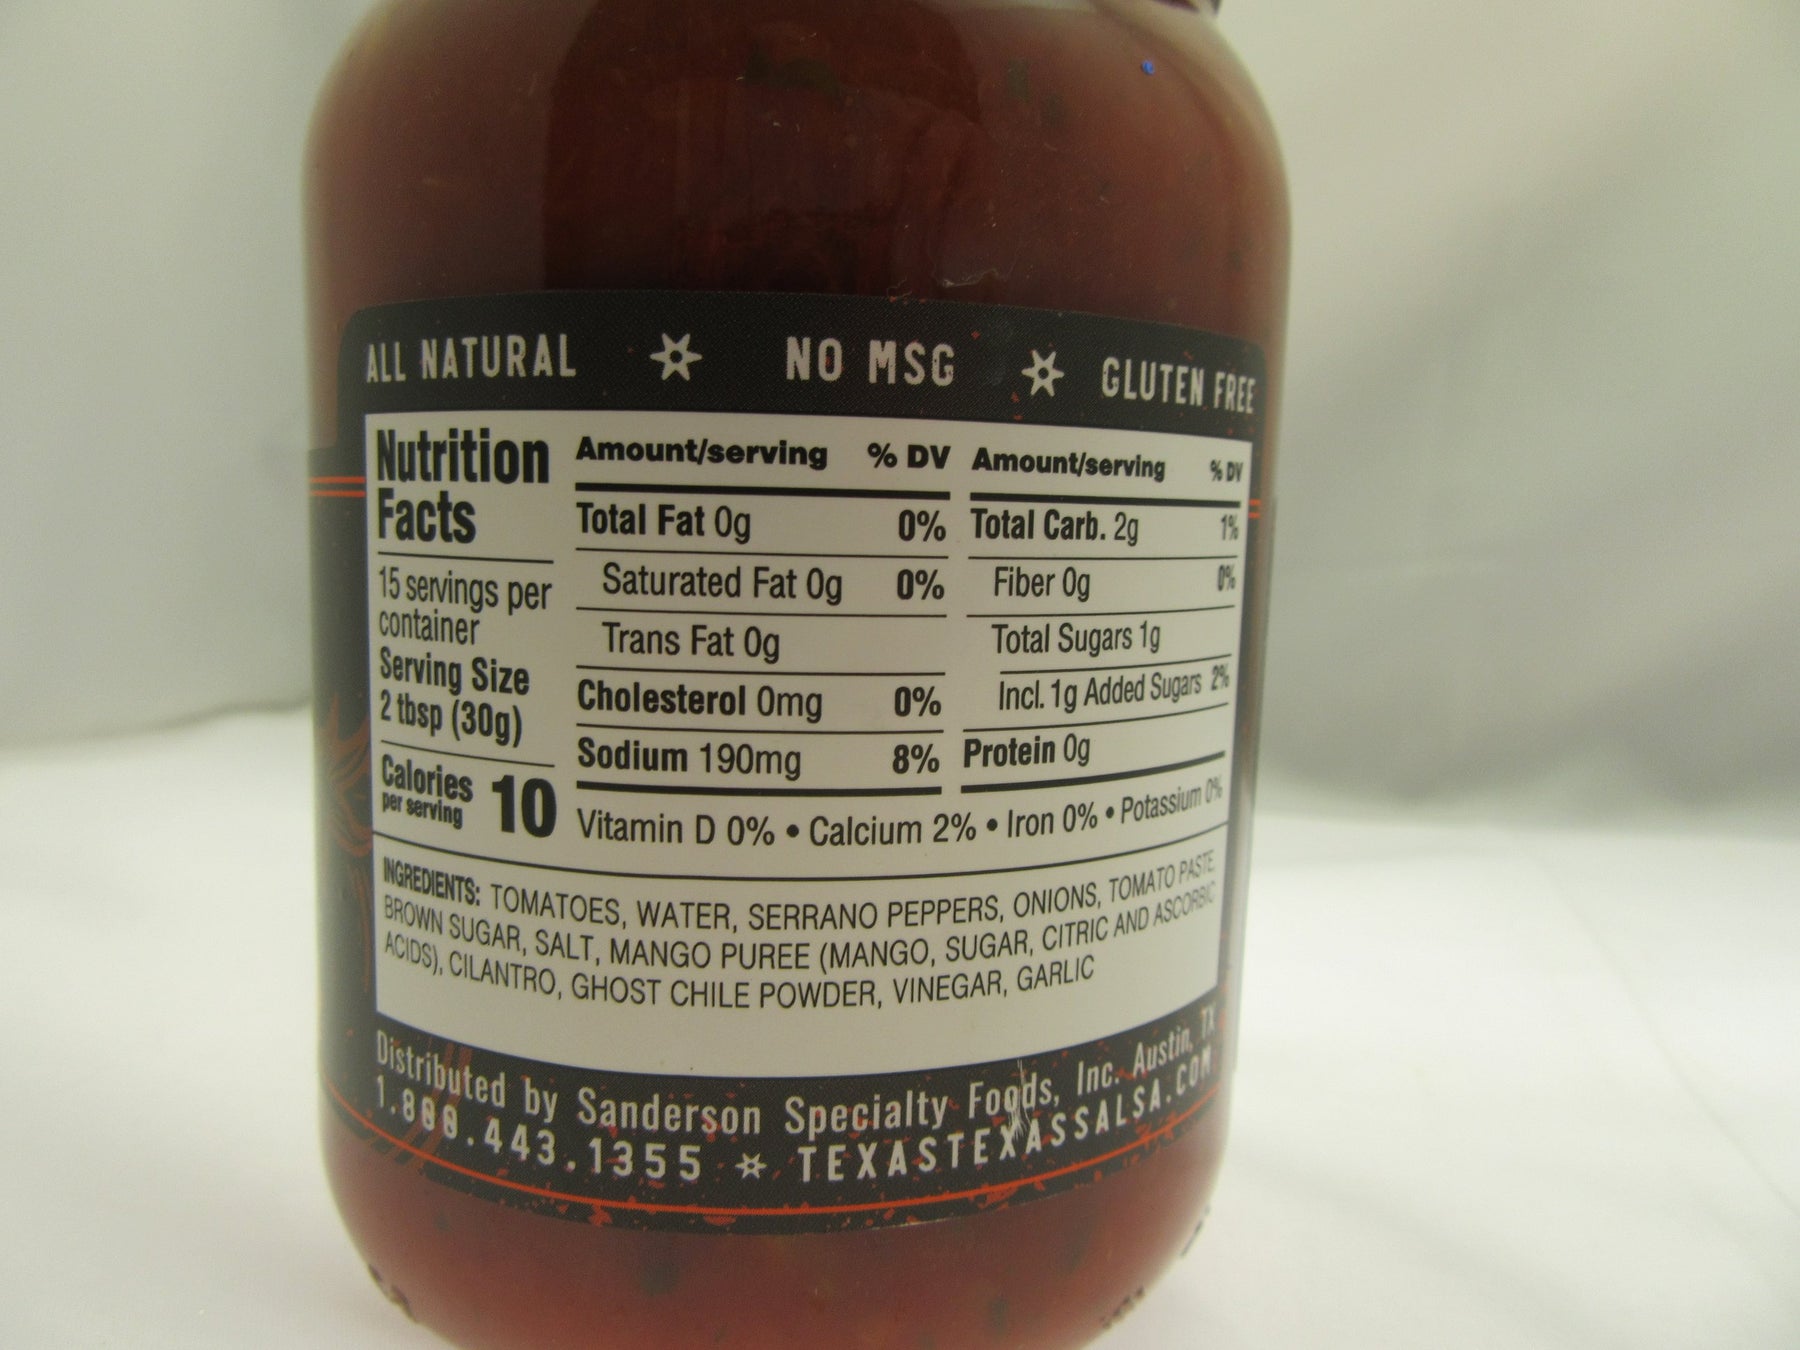 ALL NATURAL NO MSG GLUTEN FREE
Nutrition
Facts
15 servings per
container
Serving Size
2 tbsp (30g)
Calories
per serving
10
Amount/serving % DV
Total Fat 0g 0%
Saturated Fat 0g 0%
Trans Fat 0g
Cholesterol 0mg 0%
Sodium 190mg 8%
Amount/serving % DV
Total Carb. 2g 1%
Fiber 0g 0%
Total Sugars 1g
Incl. 1g Added Sugars 2%
Protein 0g
Vitamin D 0% • Calcium 2% • Iron 0% • Potassium 0%
INGREDIENTS: TOMATOES, WATER, SERRANO PEPPERS, ONIONS, TOMATO PASTE
BROWN SUGAR, SALT, MANGO PUREE (MANGO, SUGAR, CITRIC AND ASCORBIC
ACIDS), CILANTRO, GHOST CHILE POWDER, VINEGAR, GARLIC
Distributed by Sanderson Specialty Foods, Inc. Austin, TX
1.800.443.1355 TEXASTEXASSALSA.COM